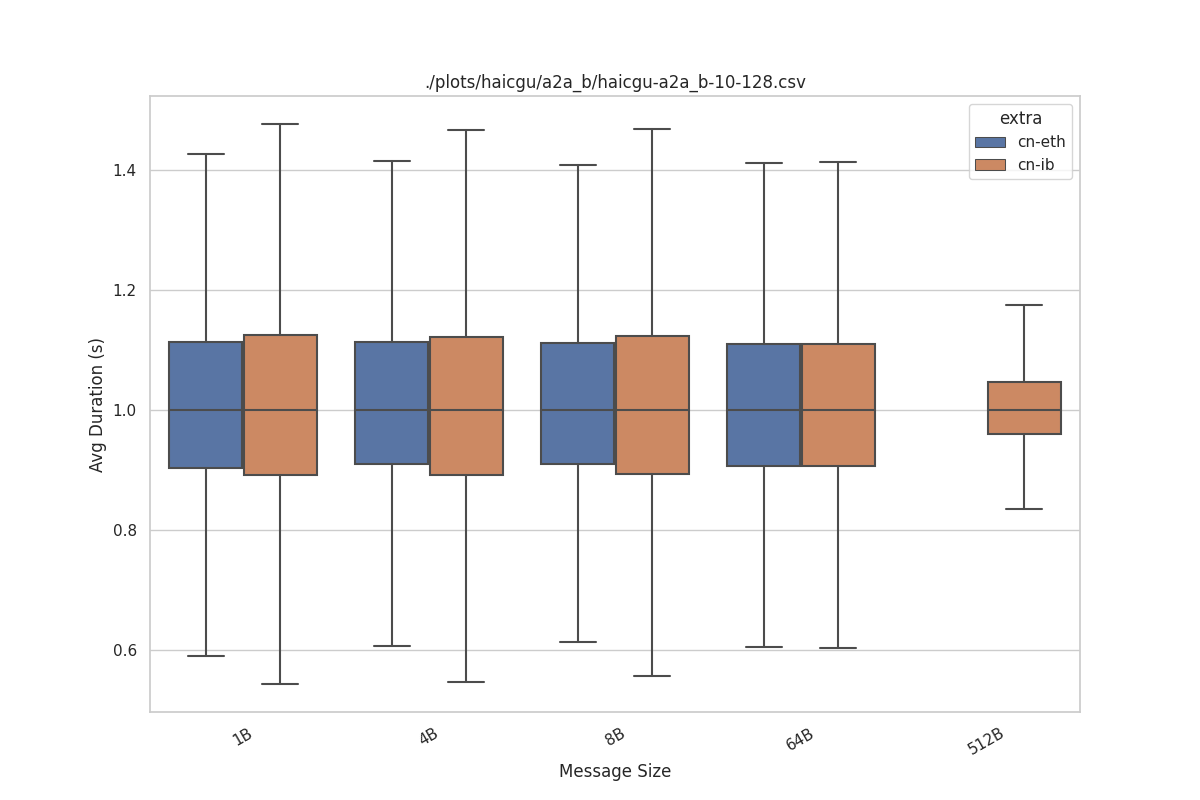 ./plots/haicgu/a2a_b/haicgu-a2a_b-10-128.csv
extra
cn-eth
cn-ib
Avg Duration (s)
1.4
1.2
1.0
0.8
0.6
1B
4B
8B
64B
512B
Message Size